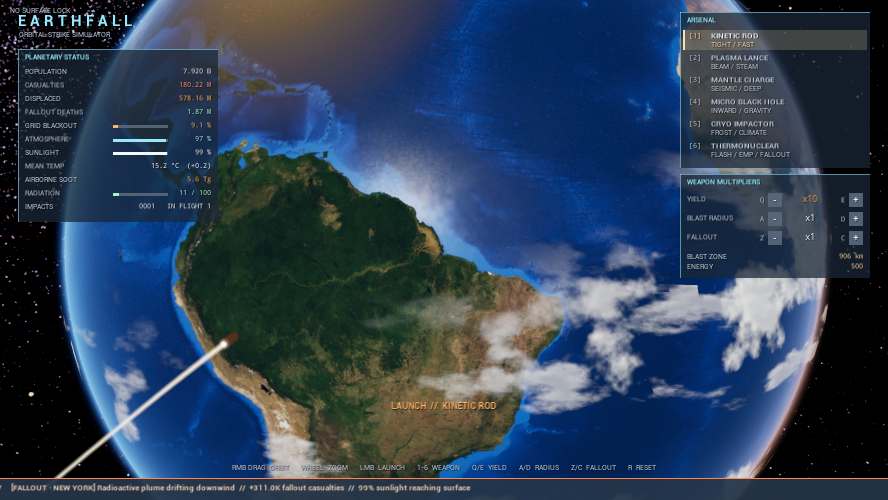 NO SURFACE LOCK
EARTHFALL
ORBITAL STRIKE SIMULATOR
PLANETARY STATUS
POPULATION 7.920 B
CASUALTIES 180.22 M
DISPLACED 578.16 M
FALLOUT DEATHS 1.87 M
GRID BLACKOUT 9.1 %
ATMOSPHERE 97 %
SUNLIGHT 99 %
MEAN TEMP 15.2 °C (+0.2)
AIRBORNE SOOT 5.6 Tg
RADIATION 11 / 100
IMPACTS 0001 IN FLIGHT 1
ARSENAL
[1] KINETIC ROD
TIGHT / FAST
[2] PLASMA LANCE
BEAM / STEAM
[3] MANTLE CHARGE
SEISMIC / DEEP
[4] MICRO BLACK HOLE
INWARD / GRAVITY
[5] CRYO IMPACTOR
FROST / CLIMATE
[6] THERMONUCLEAR
FLASH / EMP / FALLOUT
WEAPON MULTIPLIERS
YIELD Q - x10 E +
BLAST RADIUS A - x1 D +
FALLOUT Z - x1 C +
BLAST ZONE 906 km
ENERGY 500
LAUNCH // KINETIC ROD
RMB DRAG ORBIT WHEEL ZOOM LMB LAUNCH 1-6 WEAPON Q/E YIELD A/D RADIUS Z/C FALLOUT R RESET
/ [FALLOUT · NEW YORK] Radioactive plume drifting downwind // +311.0K fallout casualties // 99% sunlight reaching surface